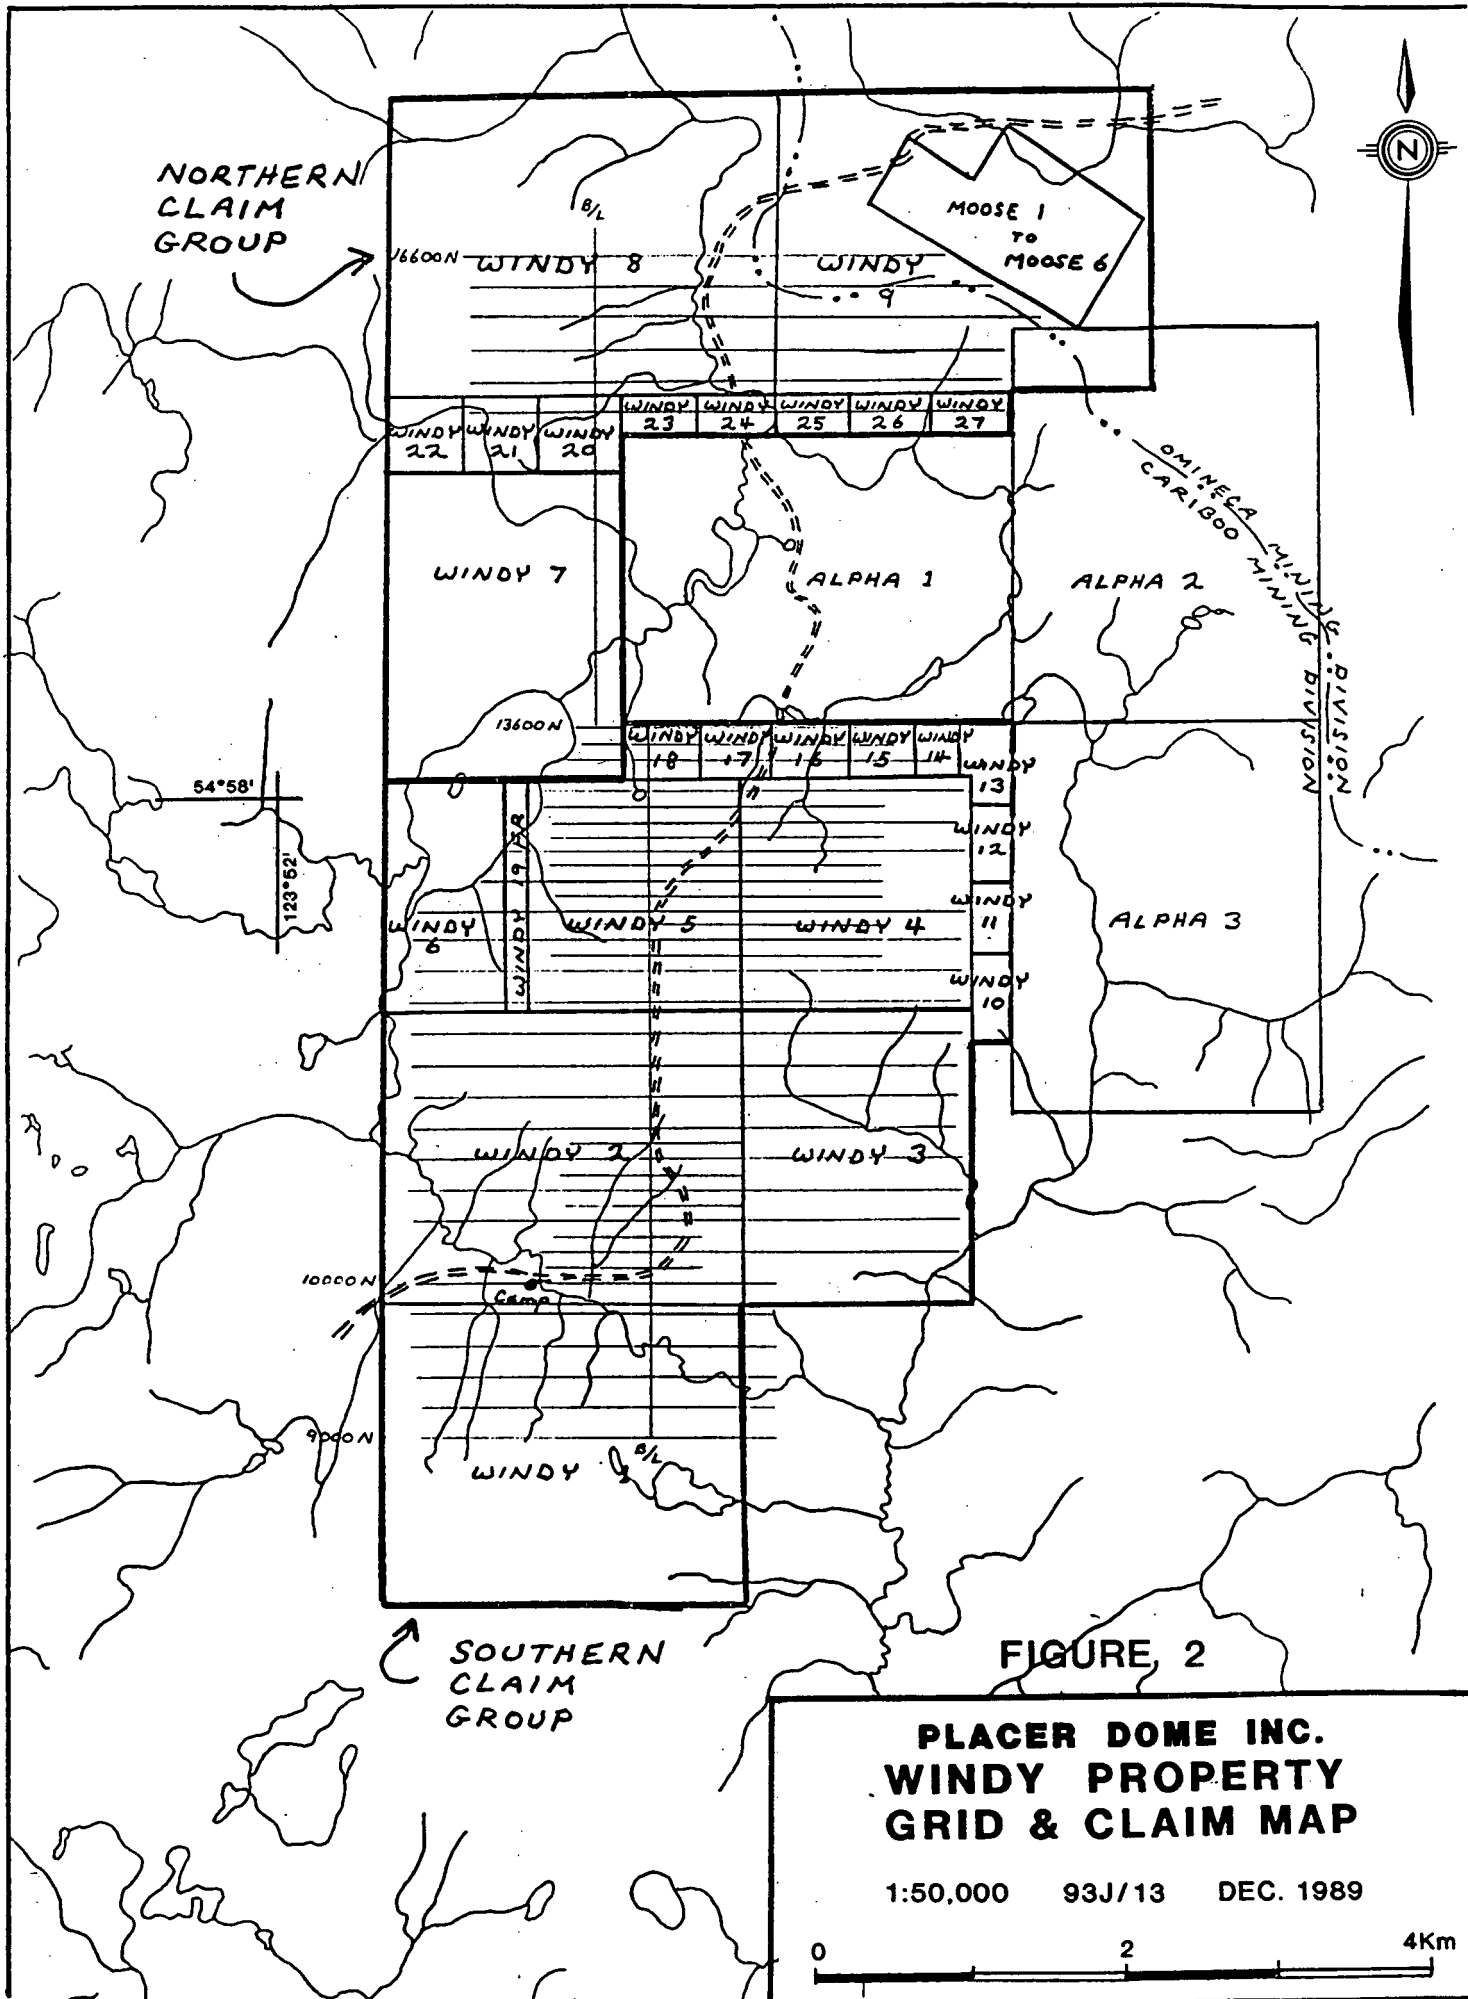 N
NORTHERN
CLAIM
GROUP
B/L
MOOSE 1
TO
MOOSE 6
16600N
WINDY 8
WINDY
9
WINDY
23
WINDY
24
WINDY
25
WINDY
26
WINDY
27
WINDY
22
WINDY
21
WINDY
20
OMINECA MINING DIVISION
CARIBOO MINING DIVISION
WINDY 7
ALPHA 1
ALPHA 2
13600N
WINDY
18
WINDY
17
WINDY
16
WINDY
15
WINDY
14
WINDY
13
54°58'
123°52'
WINDY 19 FR
WINDY
12
WINDY
6
WINDY 5
WINDY 4
WINDY
11
ALPHA 3
WINDY
10
WINDY 2
WINDY 3
10000N
Camp
9000N
B/L
WINDY
SOUTHERN
CLAIM
GROUP
FIGURE 2
PLACER DOME INC.
WINDY PROPERTY
GRID & CLAIM MAP
1:50,000 93J/13 DEC. 1989
0 2 4Km